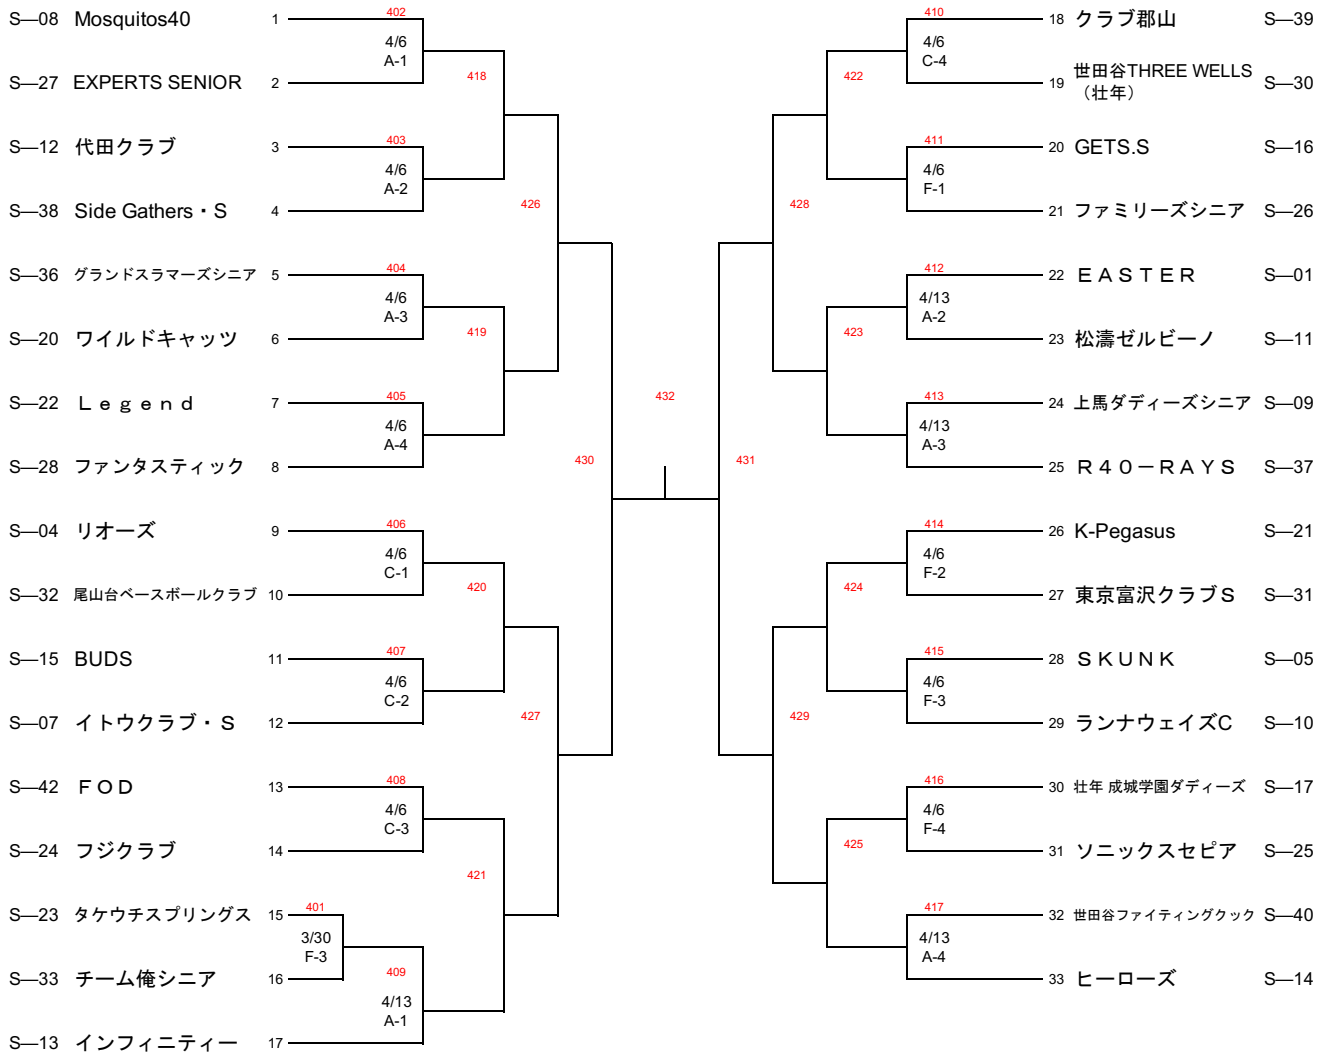 S—08 Mosquitos40 1
402
4/6
A-1
S—27 EXPERTS SENIOR 2
418
S—12 代田クラブ 3
403
4/6
A-2
S—38 Side Gathers・S 4
426
S—36 グランドスラマーズシニア 5
404
4/6
A-3
S—20 ワイルドキャッツ 6
419
S—22 Ｌｅｇｅｎｄ 7
405
4/6
A-4
S—28 ファンタスティック 8
430
S—04 リオーズ 9
406
4/6
C-1
S—32 尾山台ベースボールクラブ 10
420
S—15 BUDS 11
407
4/6
C-2
S—07 イトウクラブ・Ｓ 12
427
S—42 ＦＯＤ 13
408
4/6
C-3
S—24 フジクラブ 14
421
S—23 タケウチスプリングス 15
401
3/30
F-3
S—33 チーム俺シニア 16
409
4/13
A-1
S—13 インフィニティー 17
432
410
18 クラブ郡山 S—39
4/6
C-4
422
19 世田谷THREE WELLS
（壮年） S—30
411
20 GETS.S S—16
4/6
F-1
428
21 ファミリーズシニア S—26
412
22 ＥＡＳＴＥＲ S—01
4/13
A-2
423
23 松濤ゼルビーノ S—11
413
24 上馬ダディーズシニア S—09
4/13
A-3
431
25 Ｒ４０－ＲＡＹＳ S—37
414
26 K-Pegasus S—21
4/6
F-2
424
27 東京富沢クラブＳ S—31
415
28 ＳＫＵＮＫ S—05
4/6
F-3
429
29 ランナウェイズC S—10
416
30 壮年 成城学園ダディーズ S—17
4/6
F-4
425
31 ソニックスセピア S—25
417
32 世田谷ファイティングクック S—40
4/13
A-4
33 ヒーローズ S—14